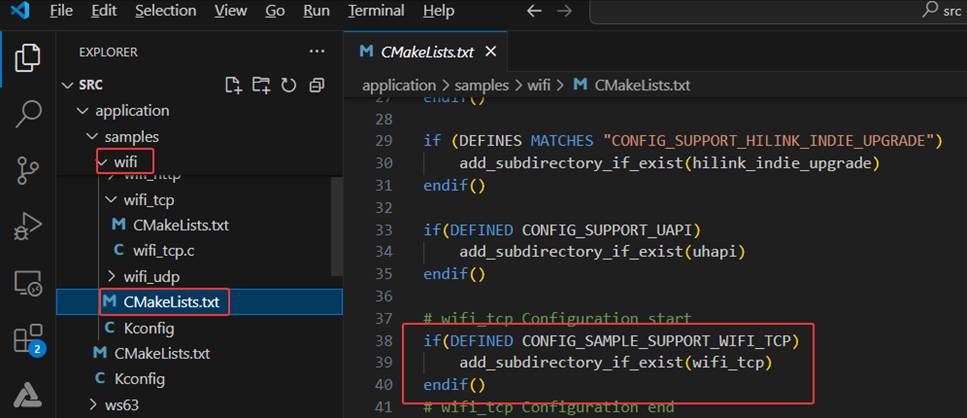 File Edit Selection View Go Run Terminal Help
src
EXPLORER
SRC
application
samples
wifi
wifi_http
wifi_tcp
CMakeLists.txt
wifi_tcp.c
wifi_udp
CMakeLists.txt
Kconfig
CMakeLists.txt
Kconfig
ws63
2
CMakeLists.txt
application > samples > wifi > CMakeLists.txt
27 endif()
28
29 if (DEFINES MATCHES "CONFIG_SUPPORT_HILINK_INDIE_UPGRADE")
30 add_subdirectory_if_exist(hilink_indie_upgrade)
31 endif()
32
33 if(DEFINED CONFIG_SUPPORT_UAPI)
34 add_subdirectory_if_exist(uhapi)
35 endif()
36
37 # wifi_tcp Configuration start
38 if(DEFINED CONFIG_SAMPLE_SUPPORT_WIFI_TCP)
39 add_subdirectory_if_exist(wifi_tcp)
40 endif()
41 # wifi_tcp Configuration end